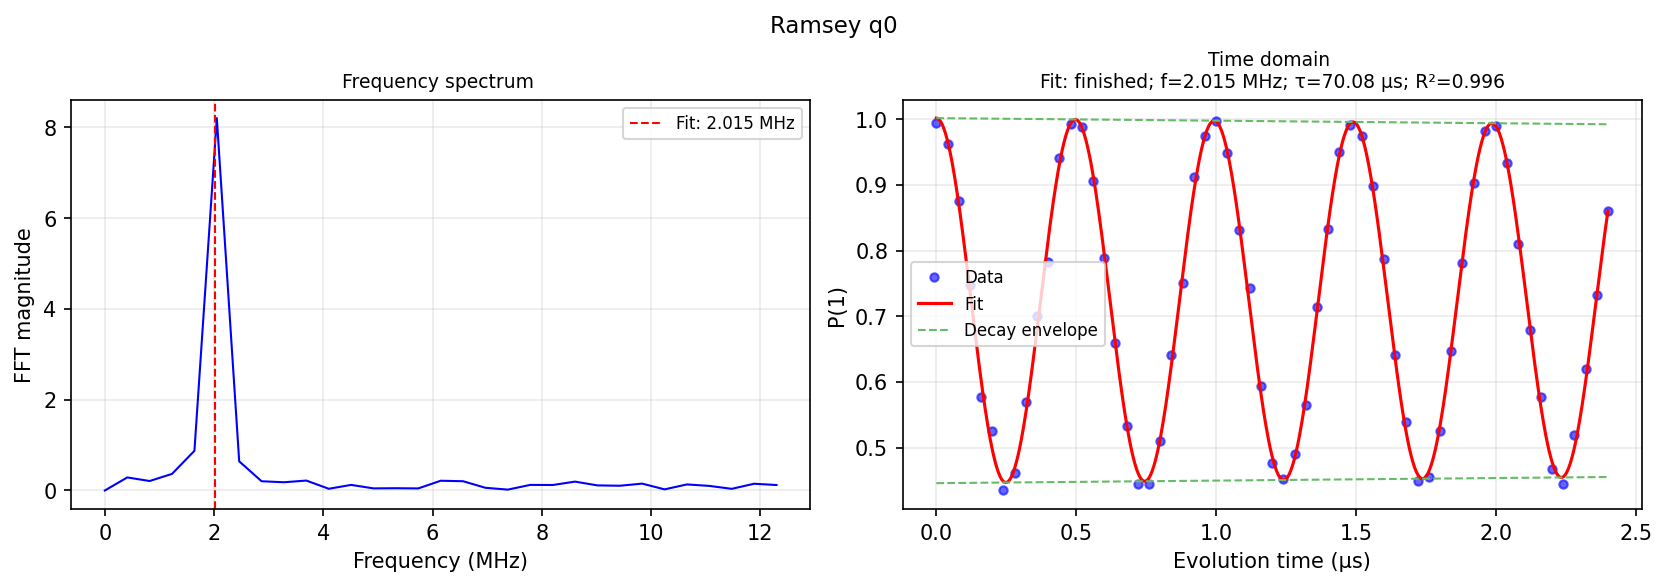 Ramsey q0
Frequency spectrum
Fit: 2.015 MHz
FFT magnitude
8
6
4
2
0
0 2 4 6 8 10 12
Frequency (MHz)
Time domain
Fit: finished; f=2.015 MHz; τ=70.08 µs; R²=0.996
P(1)
1.0
0.9
0.8
0.7
0.6
0.5
Data
Fit
Decay envelope
0.0 0.5 1.0 1.5 2.0 2.5
Evolution time (µs)